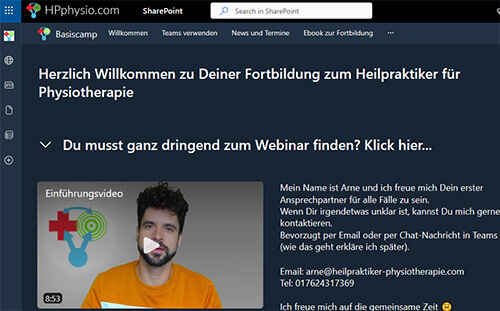 HPphysio.com SharePoint Search in SharePoint
Basiscamp Willkommen Teams verwenden News und Termine Ebook zur Fortbildung ...
Herzlich Willkommen zu Deiner Fortbildung zum Heilpraktiker für
Physiotherapie
Du musst ganz dringend zum Webinar finden? Klick hier...
Einführungsvideo
8:53
Mein Name ist Arne und ich freue mich Dein erster
Ansprechpartner für alle Fälle zu sein.
Wenn Dir irgendetwas unklar ist, kannst Du mich gerne
kontaktieren.
Bevorzugt per Email oder per Chat-Nachricht in Teams
(wie das geht erkläre ich später).
Email: arne@heilpraktiker-physiotherapie.com
Tel: 017624317369
Ich freue mich auf die gemeinsame Zeit